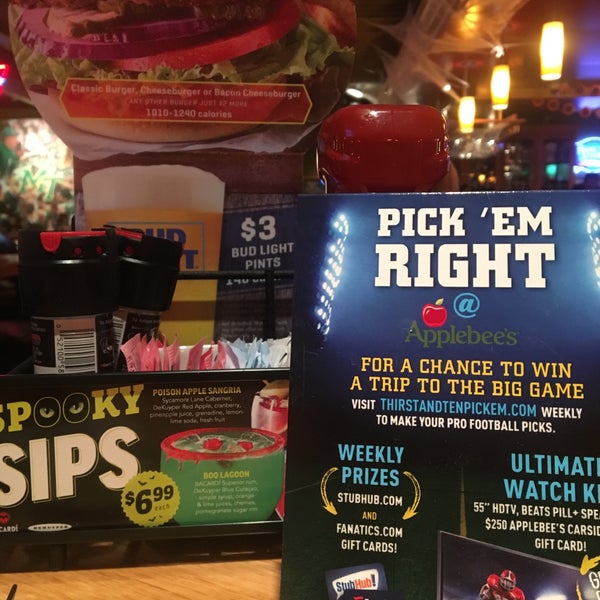 Classic Burger, Cheeseburger or Bacon Cheeseburger
ANY OTHER BURGER JUST $2 MORE
1010-1240 calories
$3
BUD LIGHT
PINTS
SPOOKY
SIPS
$6.99
each
POISON APPLE SANGRIA
Sycamore Lane Cabernet,
DeKuyper Red Apple, cranberry,
pineapple juice, grenadine, lemon-
lime soda, fresh fruit
BOO LAGOON
BACARDÍ Superior rum,
DeKuyper Blue Curaçao,
simple syrup, orange
& lime juices, cherries,
pomegranate sugar rim
PICK 'EM
RIGHT
@
Applebee's
FOR A CHANCE TO WIN
A TRIP TO THE BIG GAME
VISIT THIRSTANDTENPICKEM.COM WEEKLY
TO MAKE YOUR PRO FOOTBALL PICKS.
WEEKLY
PRIZES
STUBHUB.COM
AND
FANATICS.COM
GIFT CARDS!
StubHub!
ULTIMAT
WATCH KI
55" HDTV, BEATS PILL+ SPE
$250 APPLEBEE'S CARSID
GIFT CARD!